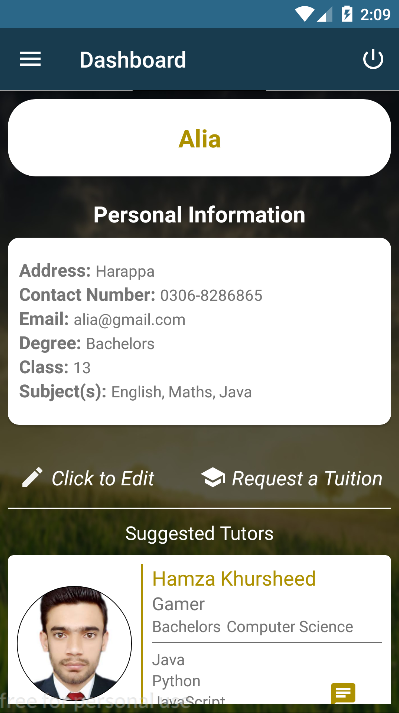 2:09
Dashboard
Alia
Personal Information
Address: Harappa
Contact Number: 0306-8286865
Email: alia@gmail.com
Degree: Bachelors
Class: 13
Subject(s): English, Maths, Java
Click to Edit
Request a Tuition
Suggested Tutors
Hamza Khursheed
Gamer
Bachelors Computer Science
Java
Python
JavaScript
free for personal use